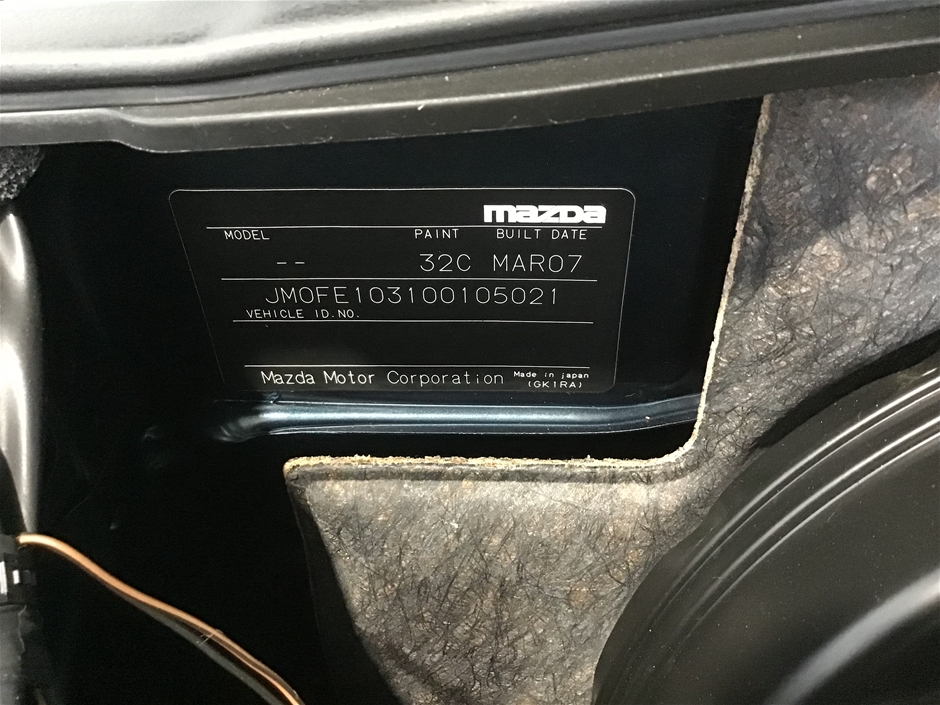 mazda
MODEL PAINT BUILT DATE
-- 32C MAR07
JM0FE103100105021
VEHICLE ID.NO.
Mazda Motor Corporation Made in japan
(GK1RA)